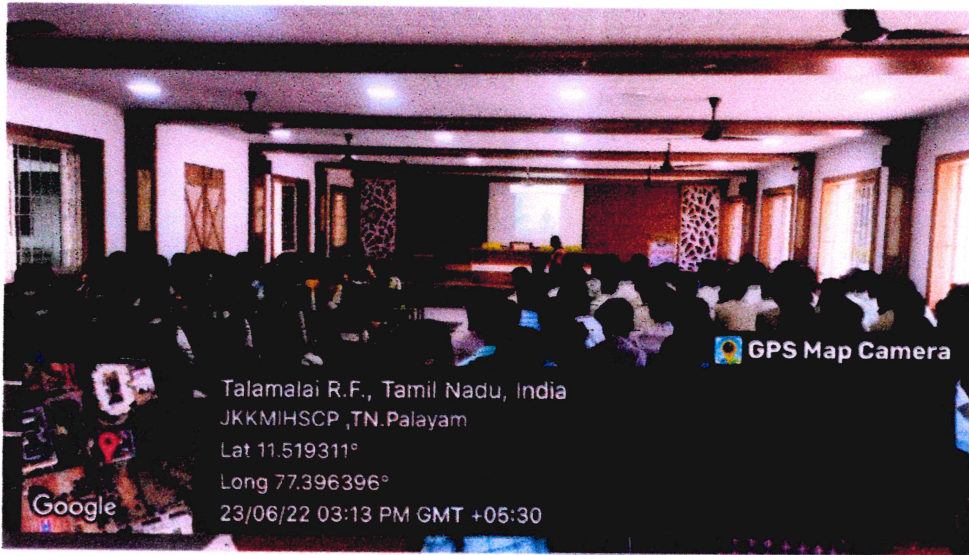 GPS Map Camera
Talamalai R.F., Tamil Nadu, India
JKKMIHSCP ,TN.Palayam
Lat 11.519311°
Long 77.396396°
23/06/22 03:13 PM GMT +05:30
Google